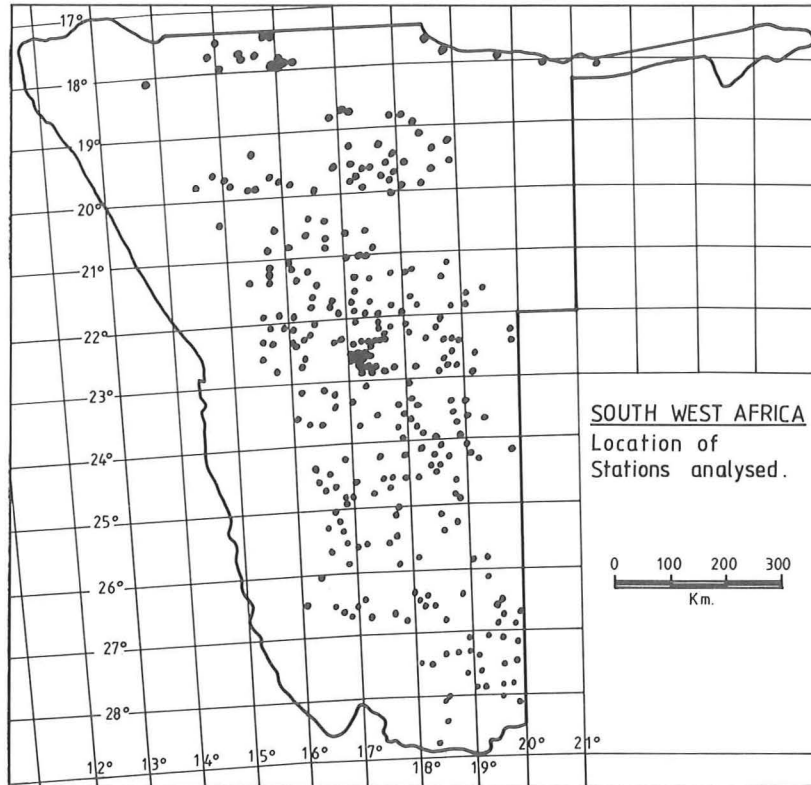 17°
18°
19°
20°
21°
22°
23°
24°
25°
26°
27°
28°
SOUTH WEST AFRICA
Location of
Stations analysed.
0 100 200 300
Km.
12° 13° 14° 15° 16° 17° 18° 19° 20° 21°